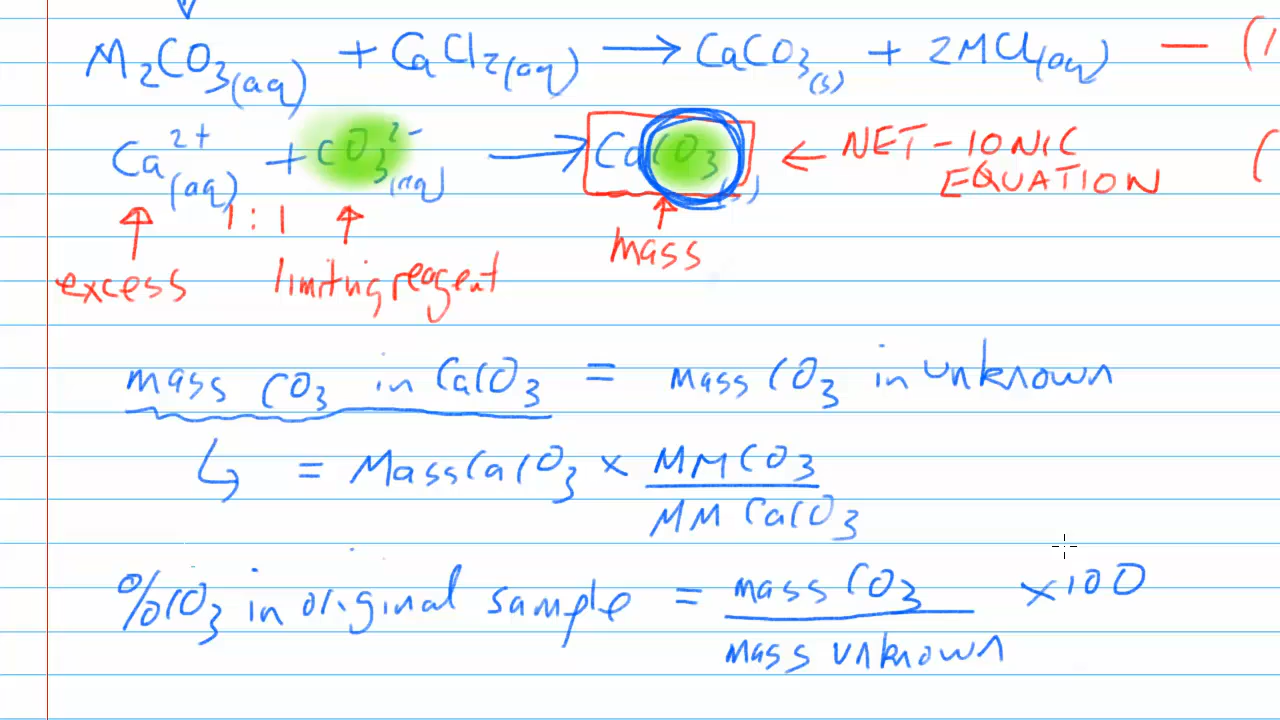 M₂CO₃(aq) + CaCl₂(aq) → CaCO₃(s) + 2MCl(aq) — (1
Ca²⁺(aq) + CO₃²⁻(aq) → CaCO₃(s) ← NET-IONIC EQUATION (
1:1
excess limiting reagent mass
mass CO₃ in CaCO₃ = mass CO₃ in unknown
↳ = Mass CaCO₃ × MMCO₃ / MM CaCO₃
%CO₃ in original sample = mass CO₃ / mass unknown × 100